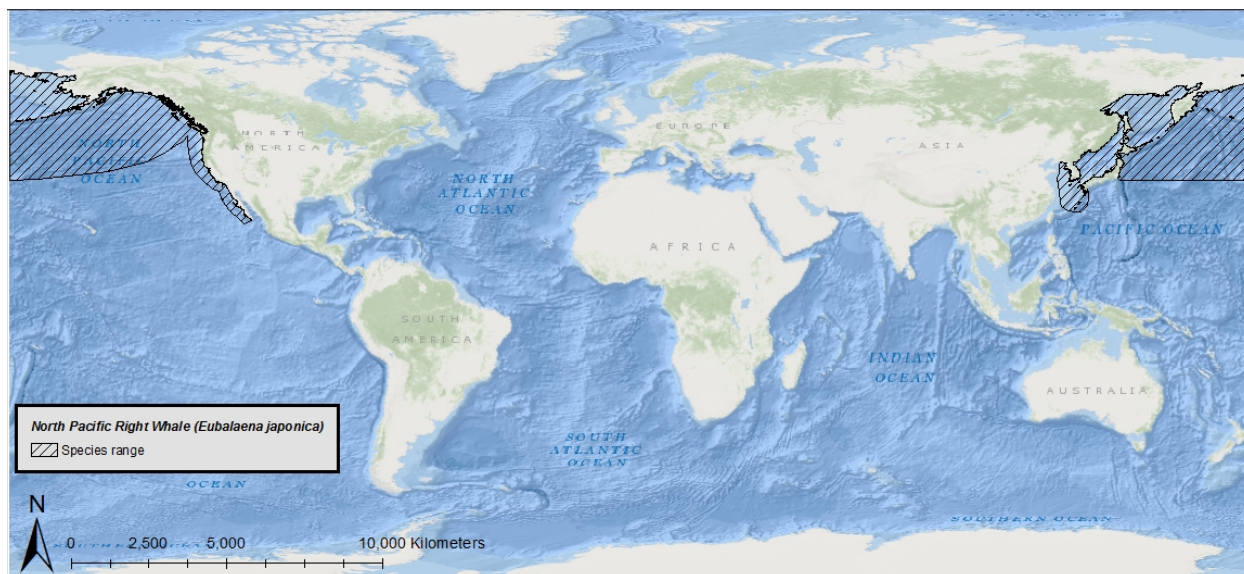 NORTH
AMERICA
EUROPE
ASIA
NORTH
PACIFIC
OCEAN
NORTH
ATLANTIC
OCEAN
AFRICA
PACIFIC OCEAN
SOUTH
AMERICA
INDIAN
OCEAN
AUSTRALIA
North Pacific Right Whale (Eubalaena japonica)
Species range
SOUTH
ATLANTIC
OCEAN
OCEAN
SOUTHERN OCEAN
N
0 2,500 5,000 10,000 Kilometers